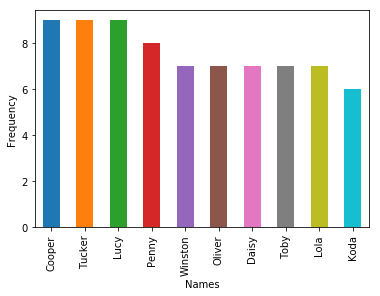 8
6
4
2
0
Frequency
Cooper
Tucker
Lucy
Penny
Winston
Oliver
Daisy
Toby
Lola
Koda
Names